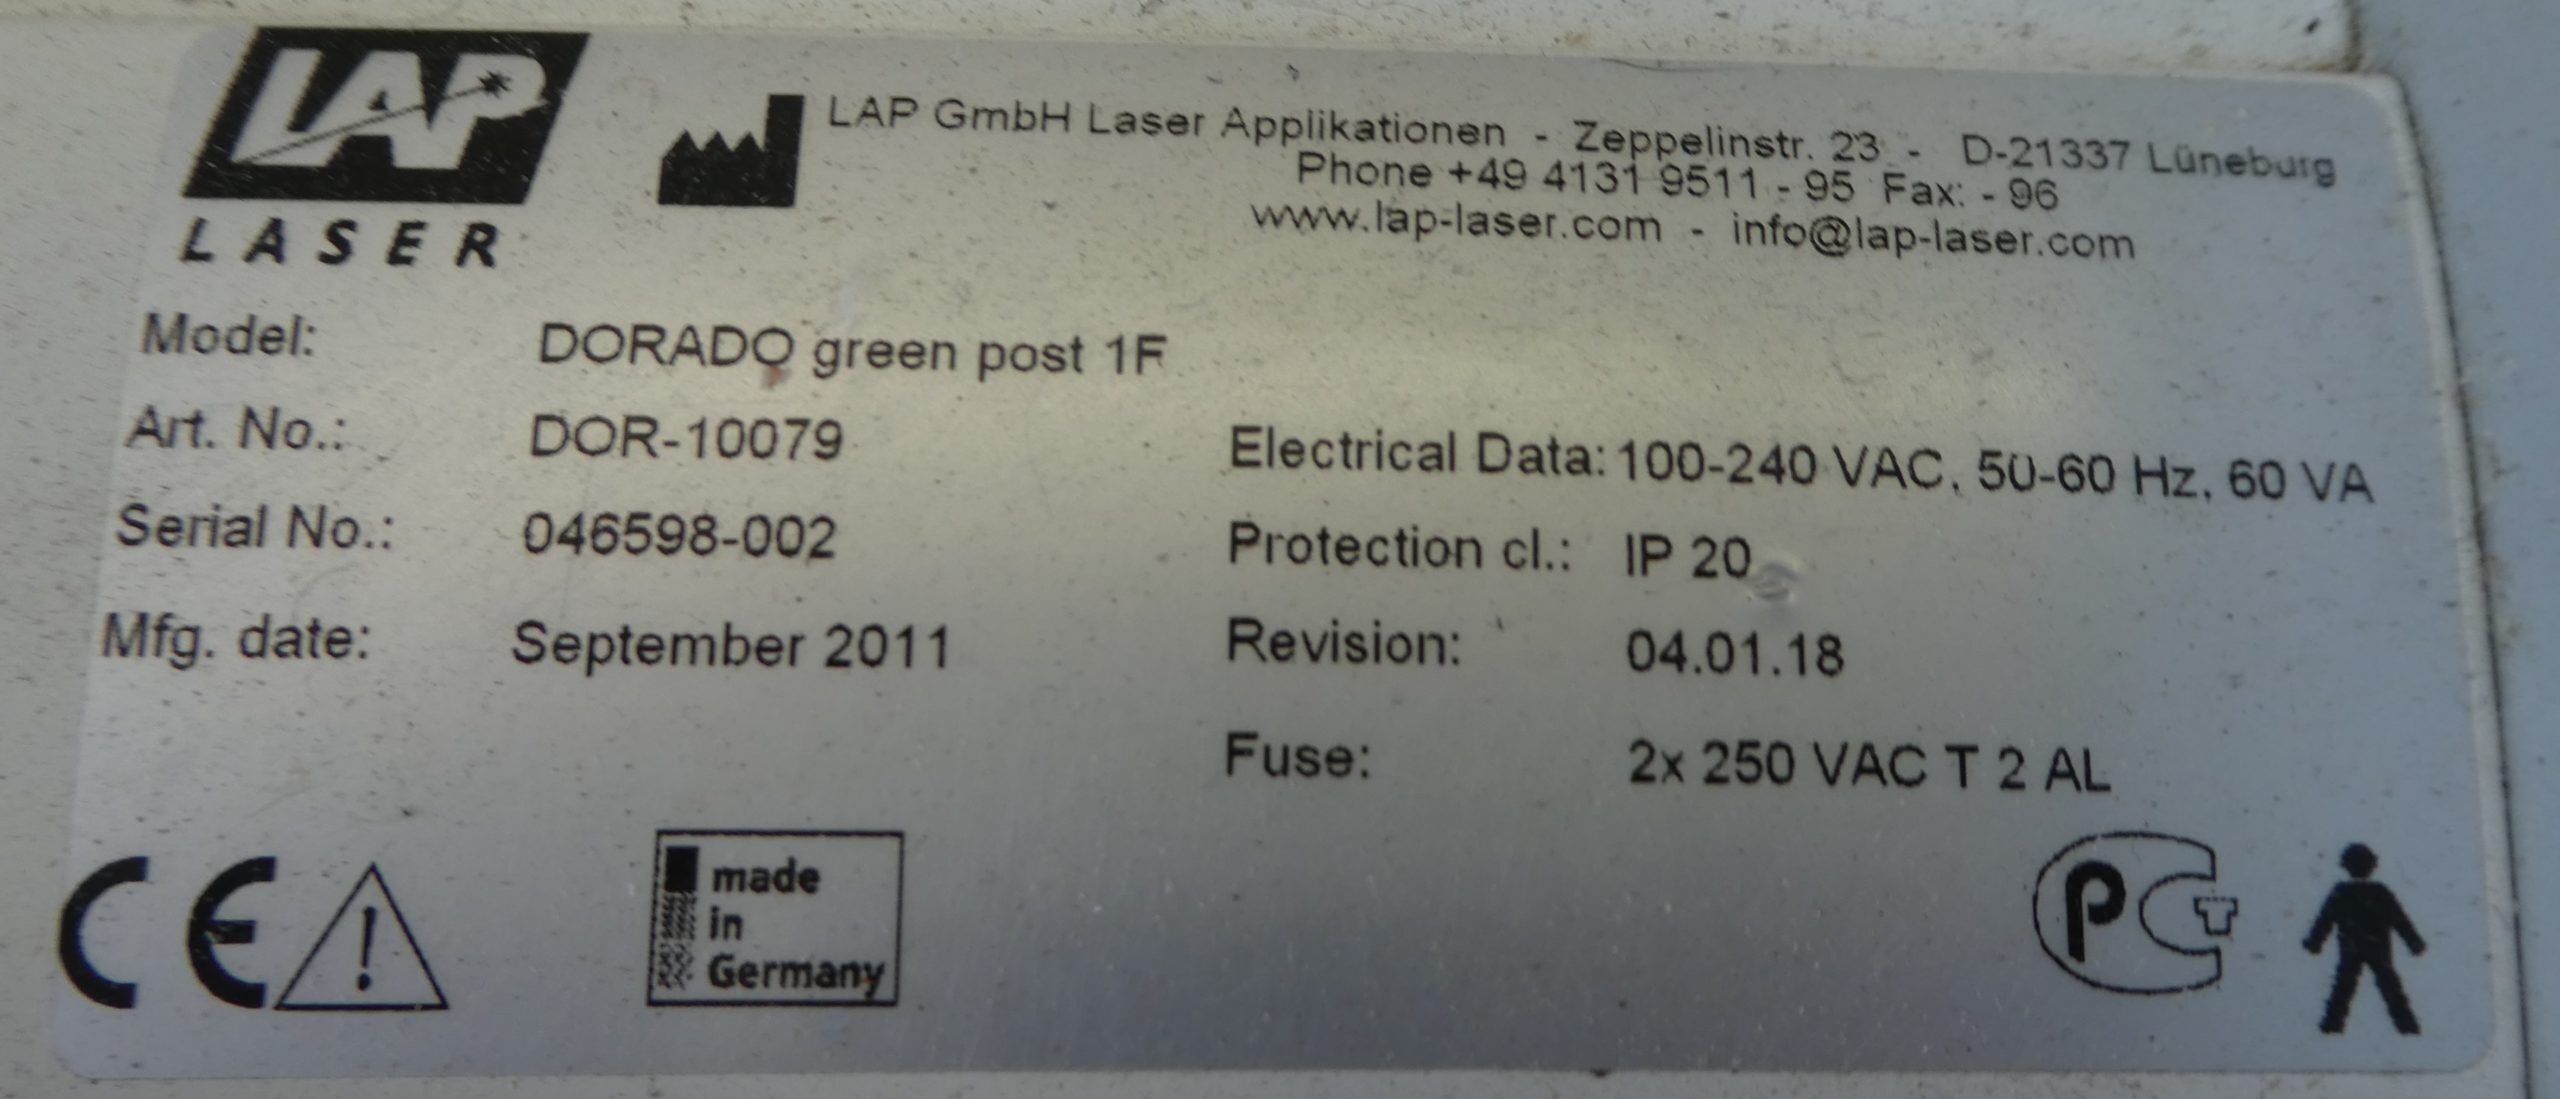 LAP
LASER
LAP GmbH Laser Applikationen - Zeppelinstr. 23 - D-21337 Lüneburg
Phone +49 4131 9511 - 95 Fax: - 96
www.lap-laser.com - info@lap-laser.com
Model: DORADO green post 1F
Art. No.: DOR-10079
Electrical Data: 100-240 VAC, 50-60 Hz, 60 VA
Serial No.: 046598-002
Protection cl.: IP 20
Mfg. date: September 2011
Revision: 04.01.18
Fuse: 2x 250 VAC T 2 AL
CE
!
made
in
Germany
РСТ